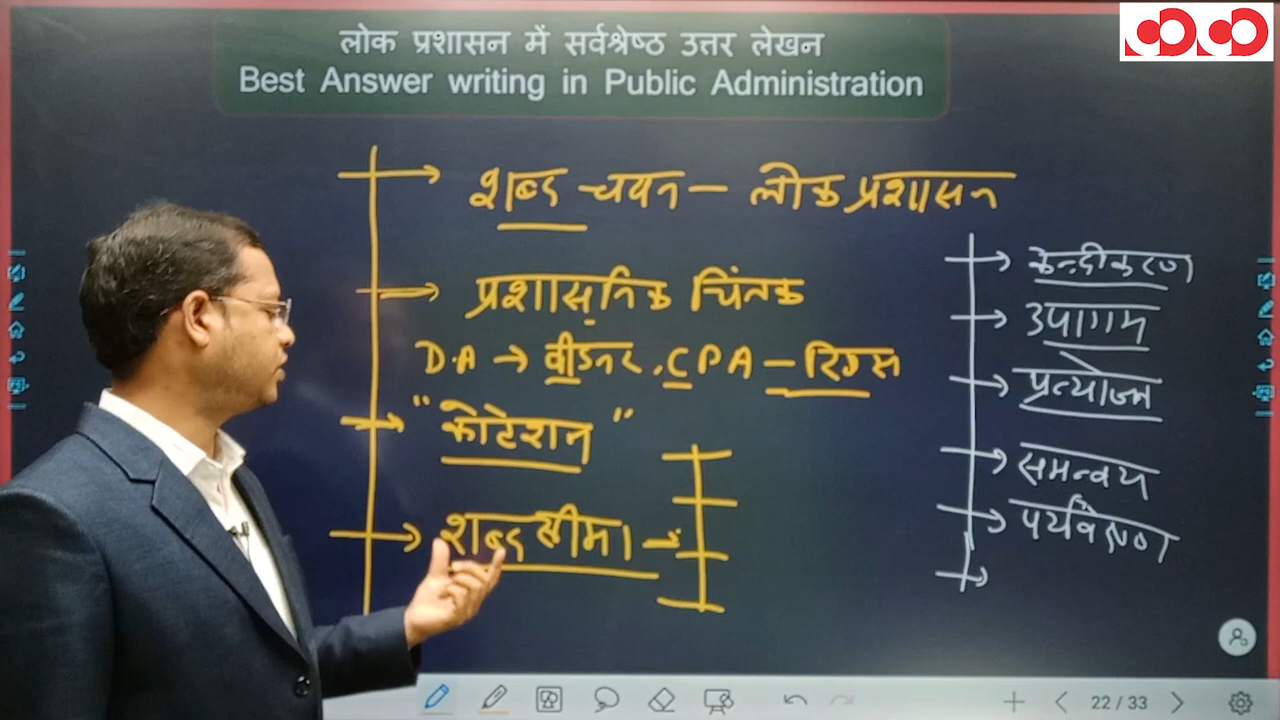 लोक प्रशासन में सर्वश्रेष्ठ उत्तर लेखन
Best Answer writing in Public Administration
शब्द चयन – लोक प्रशासन
प्रशासनिक चिंतक
D.A → वीडनर, CPA – रिग्स
" कोटेशन "
शब्द सीमा →
केन्द्रीकरण
उपागम
प्रत्यायोजन
समन्वय
पर्यवेक्षण
22 / 33